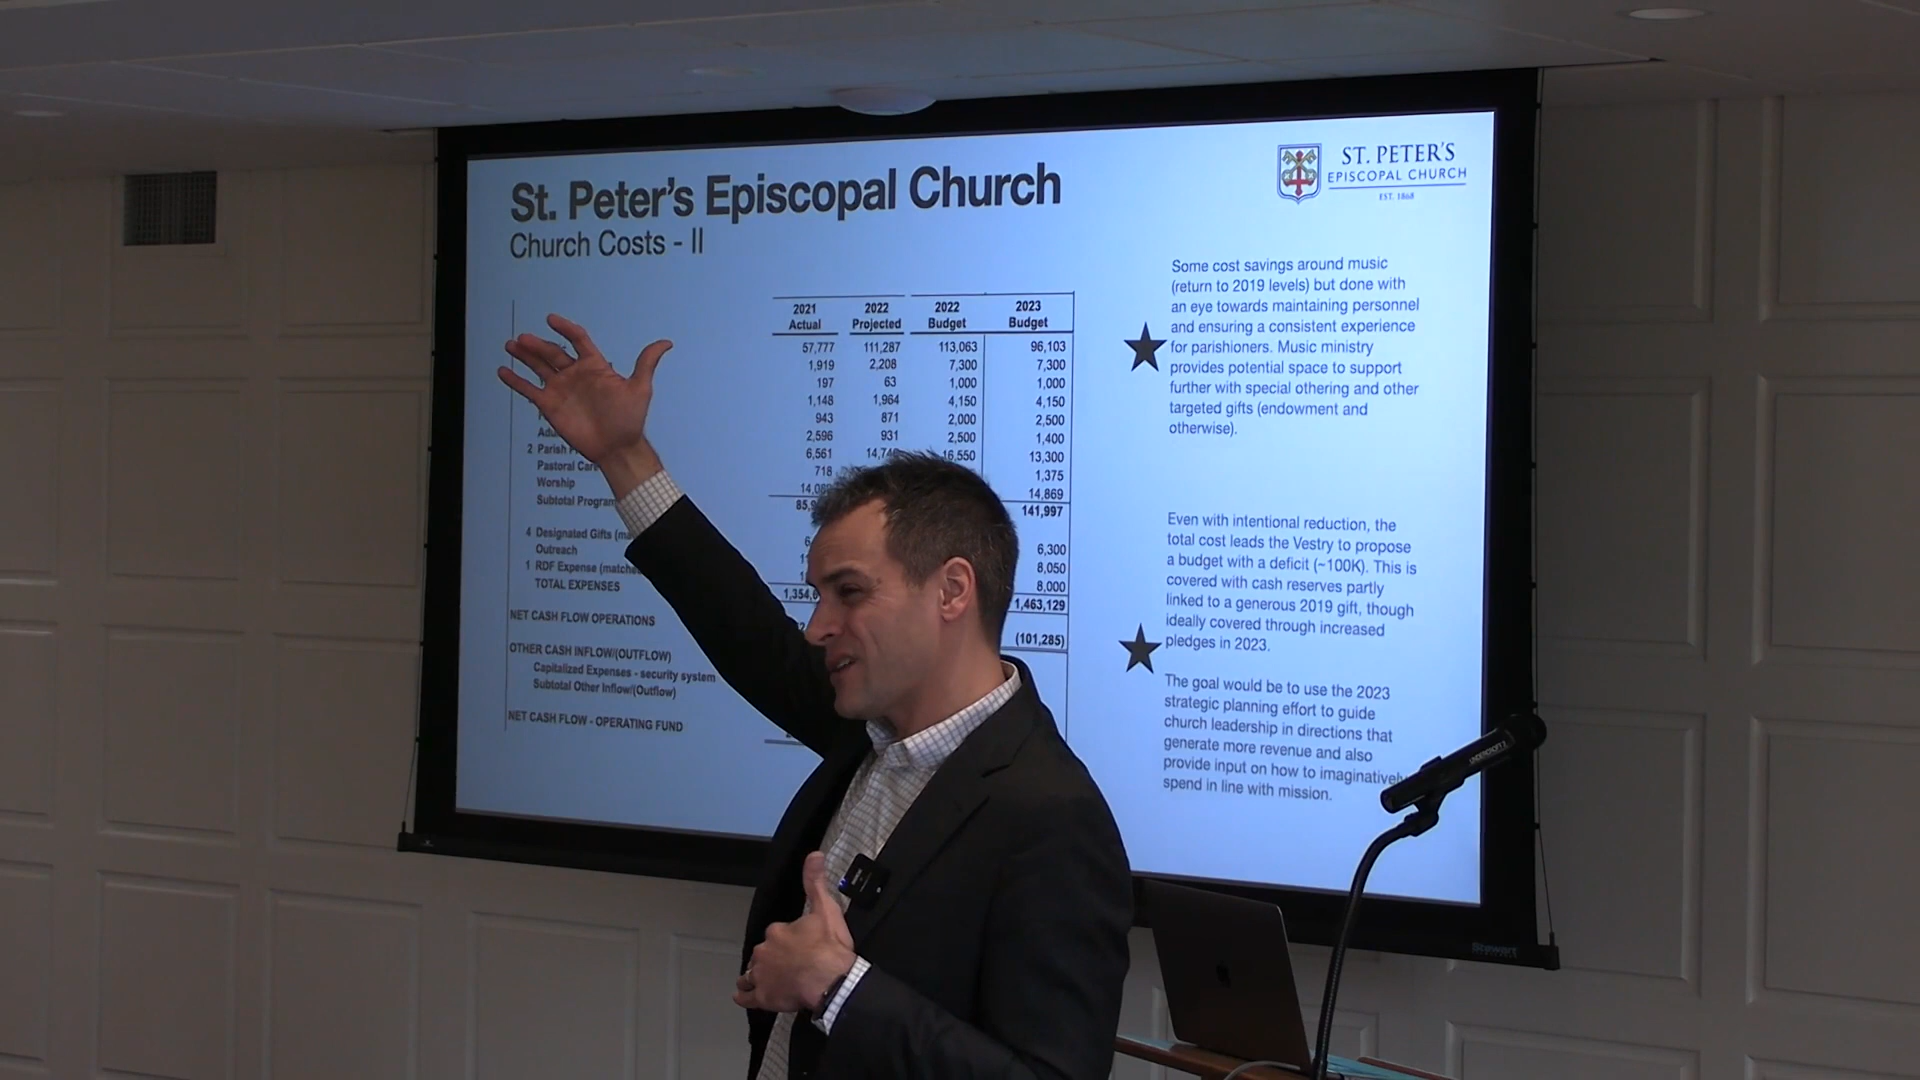 St. Peter's Episcopal Church
Church Costs - II
ST. PETER'S
EPISCOPAL CHURCH
EST. 1868
2021 2022 2022 2023
Actual Projected Budget Budget
57,777 111,287 113,063 96,103
1,919 2,208 7,300 7,300
197 63 1,000 1,000
1,148 1,964 4,150 4,150
943 871 2,000 2,500
2,596 931 2,500 1,400
2 Parish 6,561 16,550 13,300
Pastoral Care 718 1,375
Worship 14,869
Subtotal Program 141,997
4 Designated Gifts 6,300
Outreach 8,050
1 RDF Expense 8,000
TOTAL EXPENSES 1,463,129
NET CASH FLOW OPERATIONS (101,285)
OTHER CASH INFLOW/(OUTFLOW)
Capitalized Expenses - security system
Subtotal Other Inflow/(Outflow)
NET CASH FLOW - OPERATING FUND
Some cost savings around music
(return to 2019 levels) but done with
an eye towards maintaining personnel
and ensuring a consistent experience
for parishioners. Music ministry
provides potential space to support
further with special othering and other
targeted gifts (endowment and
otherwise).
Even with intentional reduction, the
total cost leads the Vestry to propose
a budget with a deficit (~100K). This is
covered with cash reserves partly
linked to a generous 2019 gift, though
ideally covered through increased
pledges in 2023.
The goal would be to use the 2023
strategic planning effort to guide
church leadership in directions that
generate more revenue and also
provide input on how to imaginatively
spend in line with mission.
Stewart